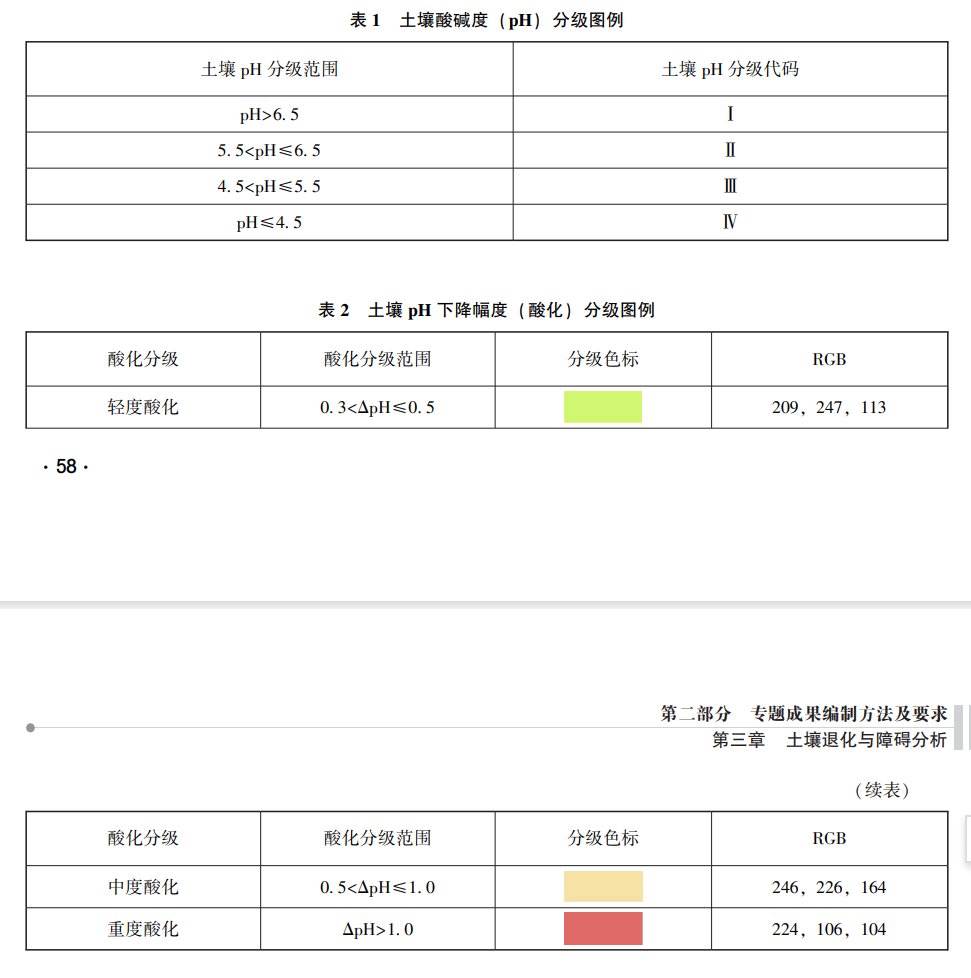 表 1 土壤酸碱度（pH）分级图例
土壤 pH 分级范围 土壤 pH 分级代码
pH>6.5 Ⅰ
5.5<pH≤6.5 Ⅱ
4.5<pH≤5.5 Ⅲ
pH≤4.5 Ⅳ
表 2 土壤 pH 下降幅度（酸化）分级图例
酸化分级 酸化分级范围 分级色标 RGB
轻度酸化 0.3<ΔpH≤0.5 209，247，113
· 58 ·
第二部分 专题成果编制方法及要求
第三章 土壤退化与障碍分析
（续表）
酸化分级 酸化分级范围 分级色标 RGB
中度酸化 0.5<ΔpH≤1.0 246，226，164
重度酸化 ΔpH>1.0 224，106，104